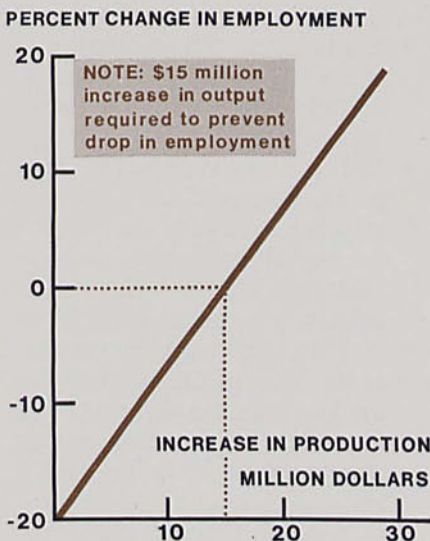 PERCENT CHANGE IN EMPLOYMENT
20
NOTE: $15 million
increase in output
required to prevent
drop in employment
10
0
-10
INCREASE IN PRODUCTION
MILLION DOLLARS
-20
10
20
30